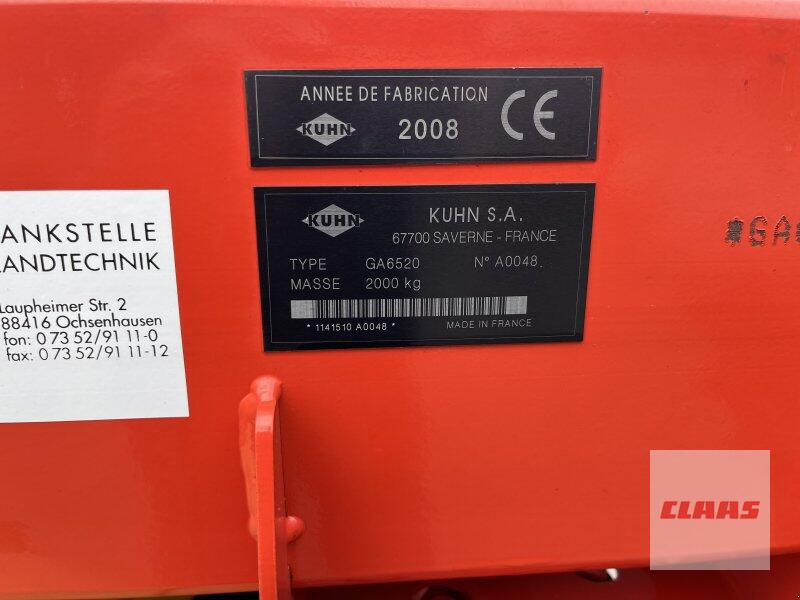 ANNEE DE FABRICATION
KUHN 2008 CE
KUHN KUHN S.A.
67700 SAVERNE - FRANCE
TYPE GA6520 N° A0048
MASSE 2000 kg
* 1141510 A0048 * MADE IN FRANCE
ANKSTELLE
LANDTECHNIK
Laupheimer Str. 2
88416 Ochsenhausen
fon: 0 73 52/91 11-0
fax: 0 73 52/91 11-12
*GA
CLAAS